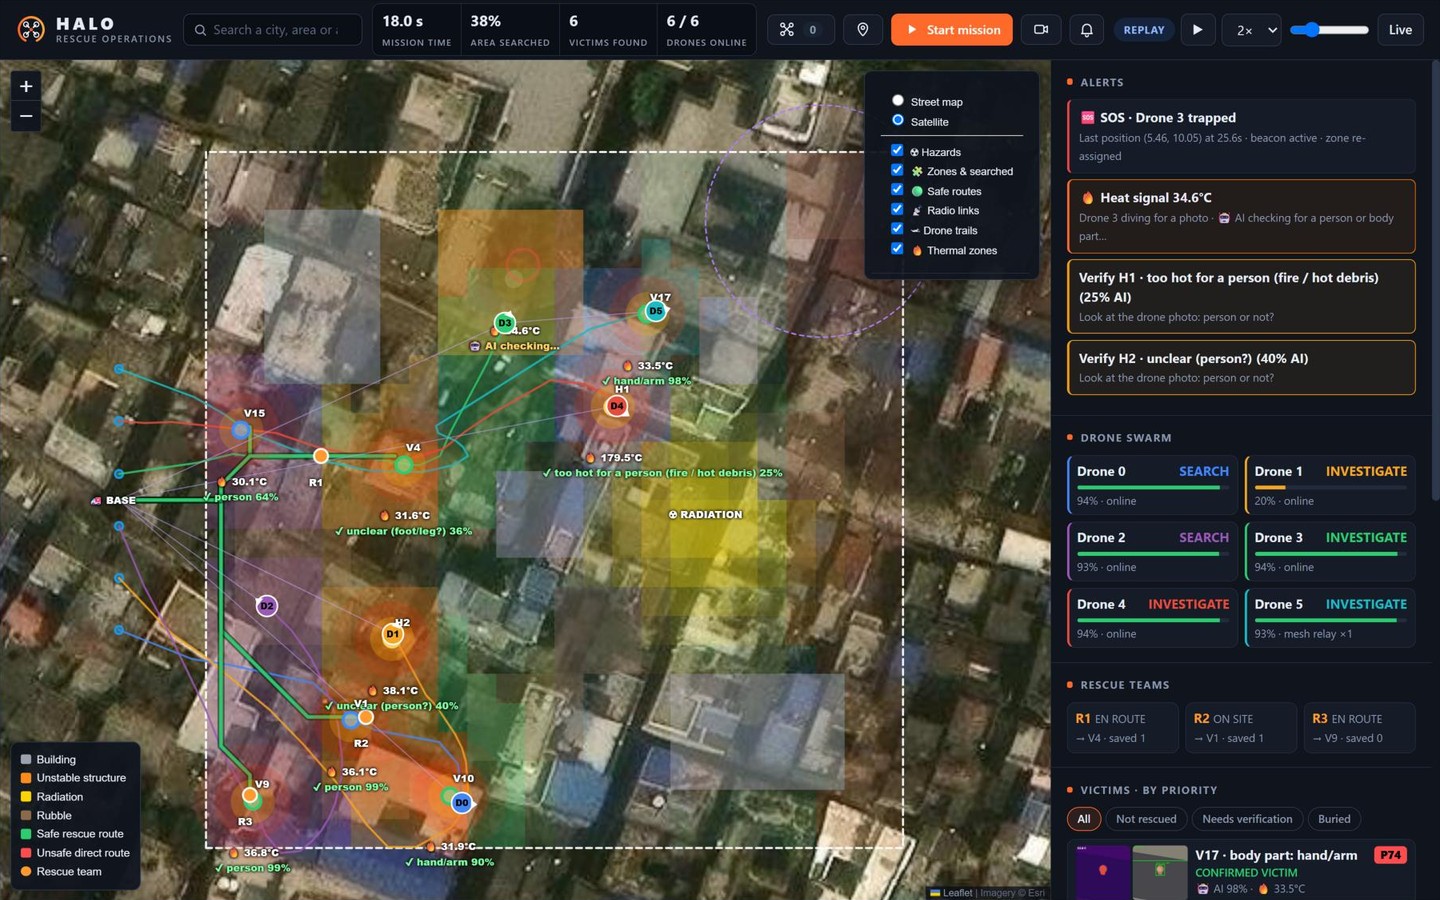 HALO
RESCUE OPERATIONS
Search a city, area or
18.0 s
MISSION TIME
38%
AREA SEARCHED
6
VICTIMS FOUND
6 / 6
DRONES ONLINE
0
Start mission
REPLAY
2×
Live
+
−
Street map
Satellite
Hazards
Zones & searched
Safe routes
Radio links
Drone trails
Thermal zones
V17
D5
D3
4.6°C
AI checking...
33.5°C
✓ hand/arm 98%
H1
D4
V15
V4
179.5°C
✓ too hot for a person (fire / hot debris) 25%
R1
30.1°C
✓ person 64%
BASE
31.6°C
✓ unclear (foot/leg?) 36%
RADIATION
D2
H2
D1
38.1°C
✓ unclear (person?) 40%
V1
R2
36.1°C
✓ person 99%
V9
V10
D0
R3
36.8°C
✓ person 99%
31.9°C
✓ hand/arm 90%
Building
Unstable structure
Radiation
Rubble
Safe rescue route
Unsafe direct route
Rescue team
Leaflet | Imagery © Esri
ALERTS
SOS · Drone 3 trapped
Last position (5.46, 10.05) at 25.6s · beacon active · zone re-
assigned
Heat signal 34.6°C
Drone 3 diving for a photo · AI checking for a person or body
part...
Verify H1 · too hot for a person (fire / hot debris)
(25% AI)
Look at the drone photo: person or not?
Verify H2 · unclear (person?) (40% AI)
Look at the drone photo: person or not?
DRONE SWARM
Drone 0 SEARCH
94% · online
Drone 1 INVESTIGATE
20% · online
Drone 2 SEARCH
93% · online
Drone 3 INVESTIGATE
94% · online
Drone 4 INVESTIGATE
94% · online
Drone 5 INVESTIGATE
93% · mesh relay ×1
RESCUE TEAMS
R1 EN ROUTE
→ V4 · saved 1
R2 ON SITE
→ V1 · saved 1
R3 EN ROUTE
→ V9 · saved 0
VICTIMS · BY PRIORITY
All
Not rescued
Needs verification
Buried
V17 · body part: hand/arm
P74
CONFIRMED VICTIM
AI 98% · 33.5°C